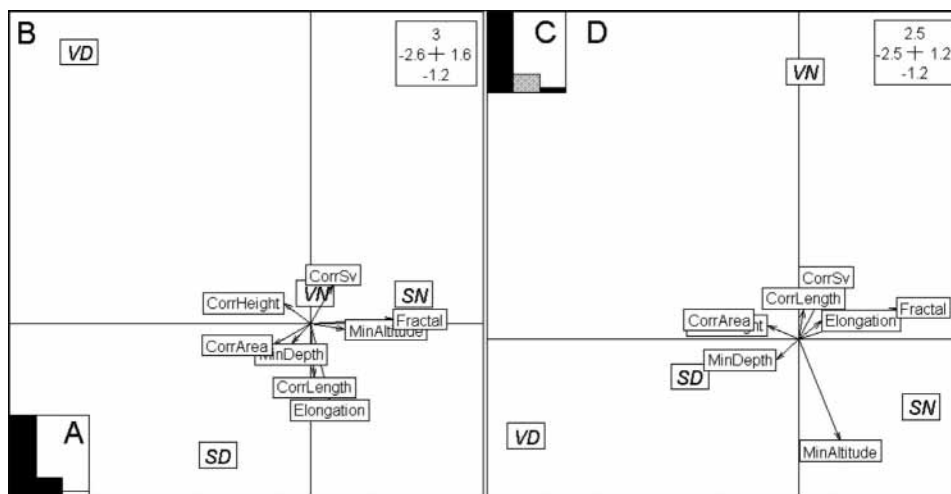 B
VD
3
-2.6 1.6
-1.2
CorrSv
VN
CorrHeight
SN
Fractal
MinAltitude
CorrArea
MinDepth
CorrLength
Elongation
A
SD
C
D
VN
2.5
-2.5 1.2
-1.2
CorrSv
CorrLength
Fractal
CorrArea
Elongation
MinDepth
SD
SN
VD
MinAltitude